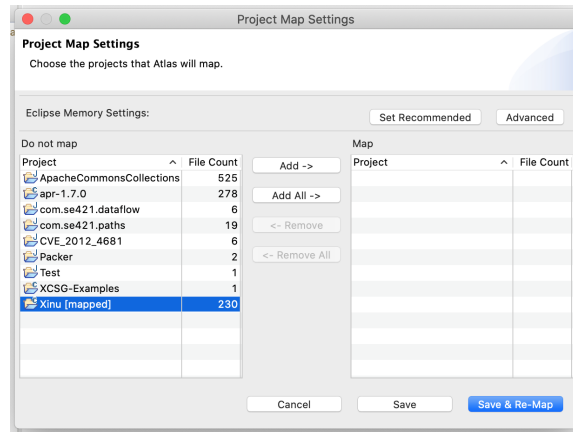 Project Map Settings
Project Map Settings
Choose the projects that Atlas will map.
Eclipse Memory Settings:
Set Recommended
Advanced
Do not map
Map
Project File Count
ApacheCommonsCollections 525
apr-1.7.0 278
com.se421.dataflow 6
com.se421.paths 19
CVE_2012_4681 6
Packer 2
Test 1
XCSG-Examples 1
Xinu [mapped] 230
Add ->
Add All ->
<- Remove
<- Remove All
Project File Count
Cancel
Save
Save & Re-Map